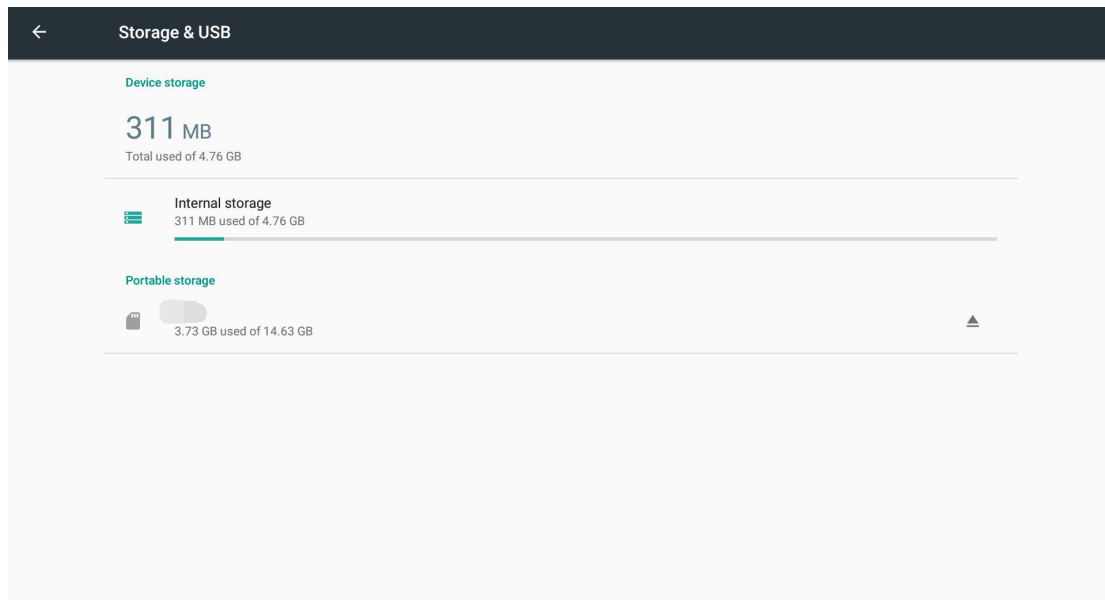 Storage & USB
Device storage
311 MB
Total used of 4.76 GB
Internal storage
311 MB used of 4.76 GB
Portable storage
3.73 GB used of 14.63 GB